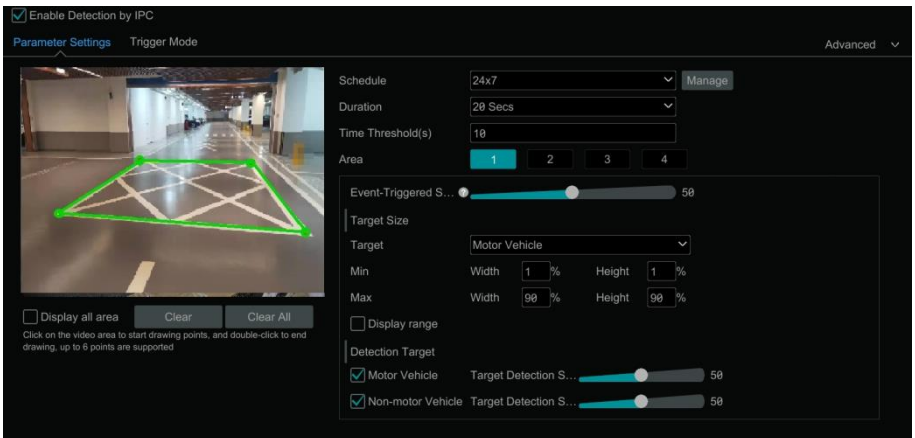 Enable Detection by IPC
Parameter Settings Trigger Mode Advanced
Schedule 24x7 Manage
Duration 20 Secs
Time Threshold(s) 10
Area 1 2 3 4
Event-Triggered S... ? 50
Target Size
Target Motor Vehicle
Min Width 1 % Height 1 %
Max Width 90 % Height 90 %
Display range
Detection Target
Motor Vehicle Target Detection S... 50
Non-motor Vehicle Target Detection S... 50
Display all area Clear Clear All
Click on the video area to start drawing points, and double-click to end
drawing, up to 6 points are supported